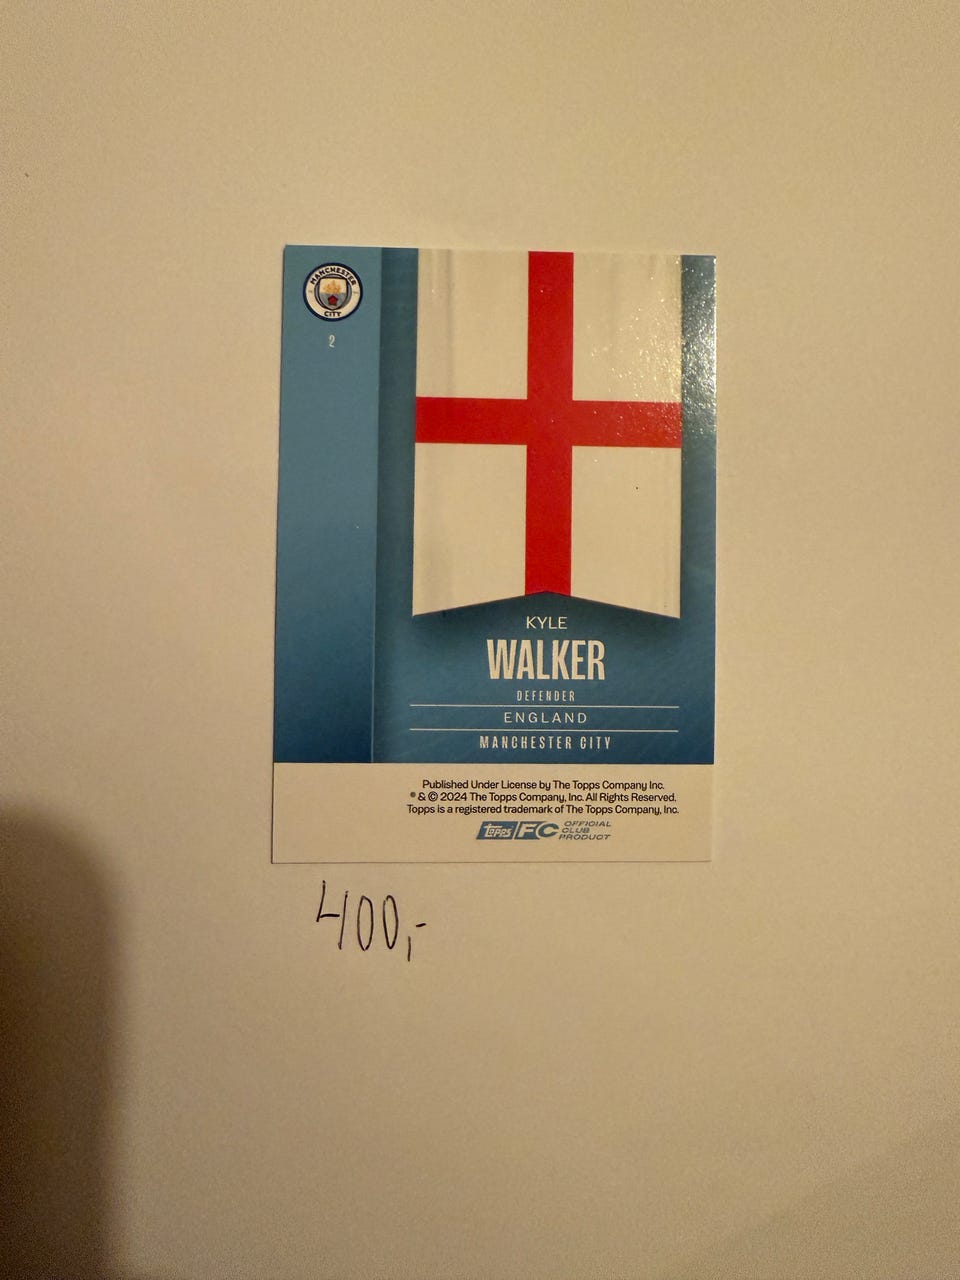 MANCHESTER
CITY
2
KYLE
WALKER
DEFENDER
ENGLAND
MANCHESTER CITY
Published Under License by The Topps Company Inc.
® & © 2024 The Topps Company, Inc. All Rights Reserved.
Topps is a registered trademark of The Topps Company, Inc.
Topps FC OFFICIAL
CLUB
PRODUCT
400,-